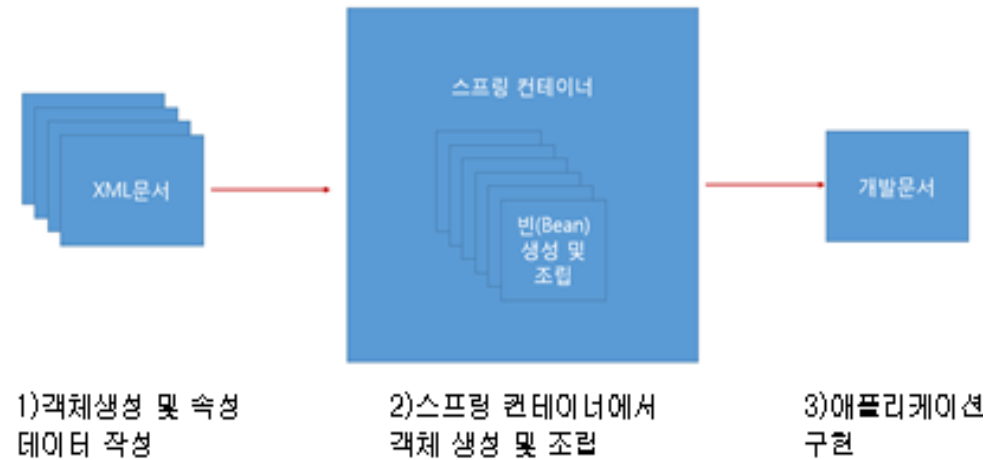 스프링 컨테이너
XML문서
빈(Bean)
생성 및
조립
개발문서
1)객체생성 및 속성
데이터 작성
2)스프링 컨테이너에서
객체 생성 및 조립
3)애플리케이션
구현